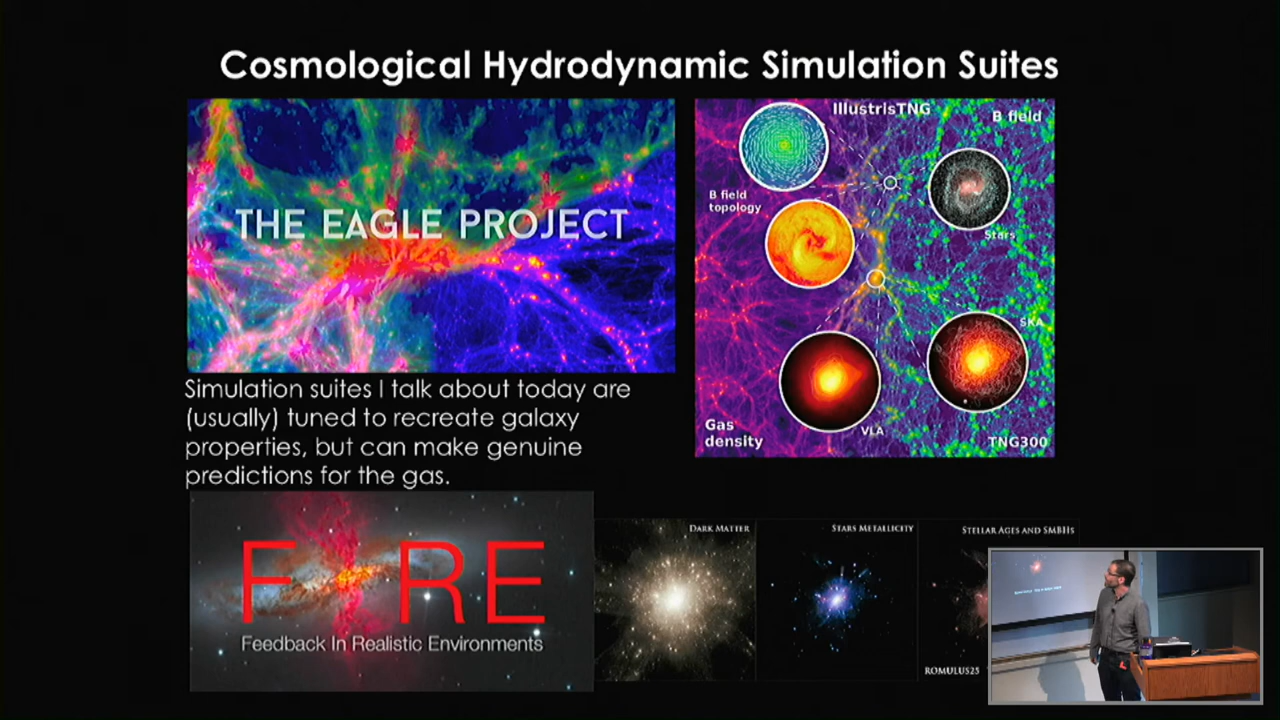 Cosmological Hydrodynamic Simulation Suites
THE EAGLE PROJECT
IllustrisTNG
B field
B field
topology
Stars
SKA
VLA
Gas
density
TNG300
Simulation suites I talk about today are
(usually) tuned to recreate galaxy
properties, but can make genuine
predictions for the gas.
F RE
Feedback In Realistic Environments
DARK MATTER
STARS METALLICITY
STELLAR AGES AND SMBHS
ROMULUS25